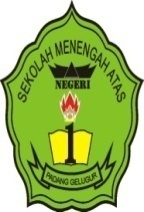 SEKOLAH MENENGAH ATAS
NEGERI
1
PADANG GELUGUR